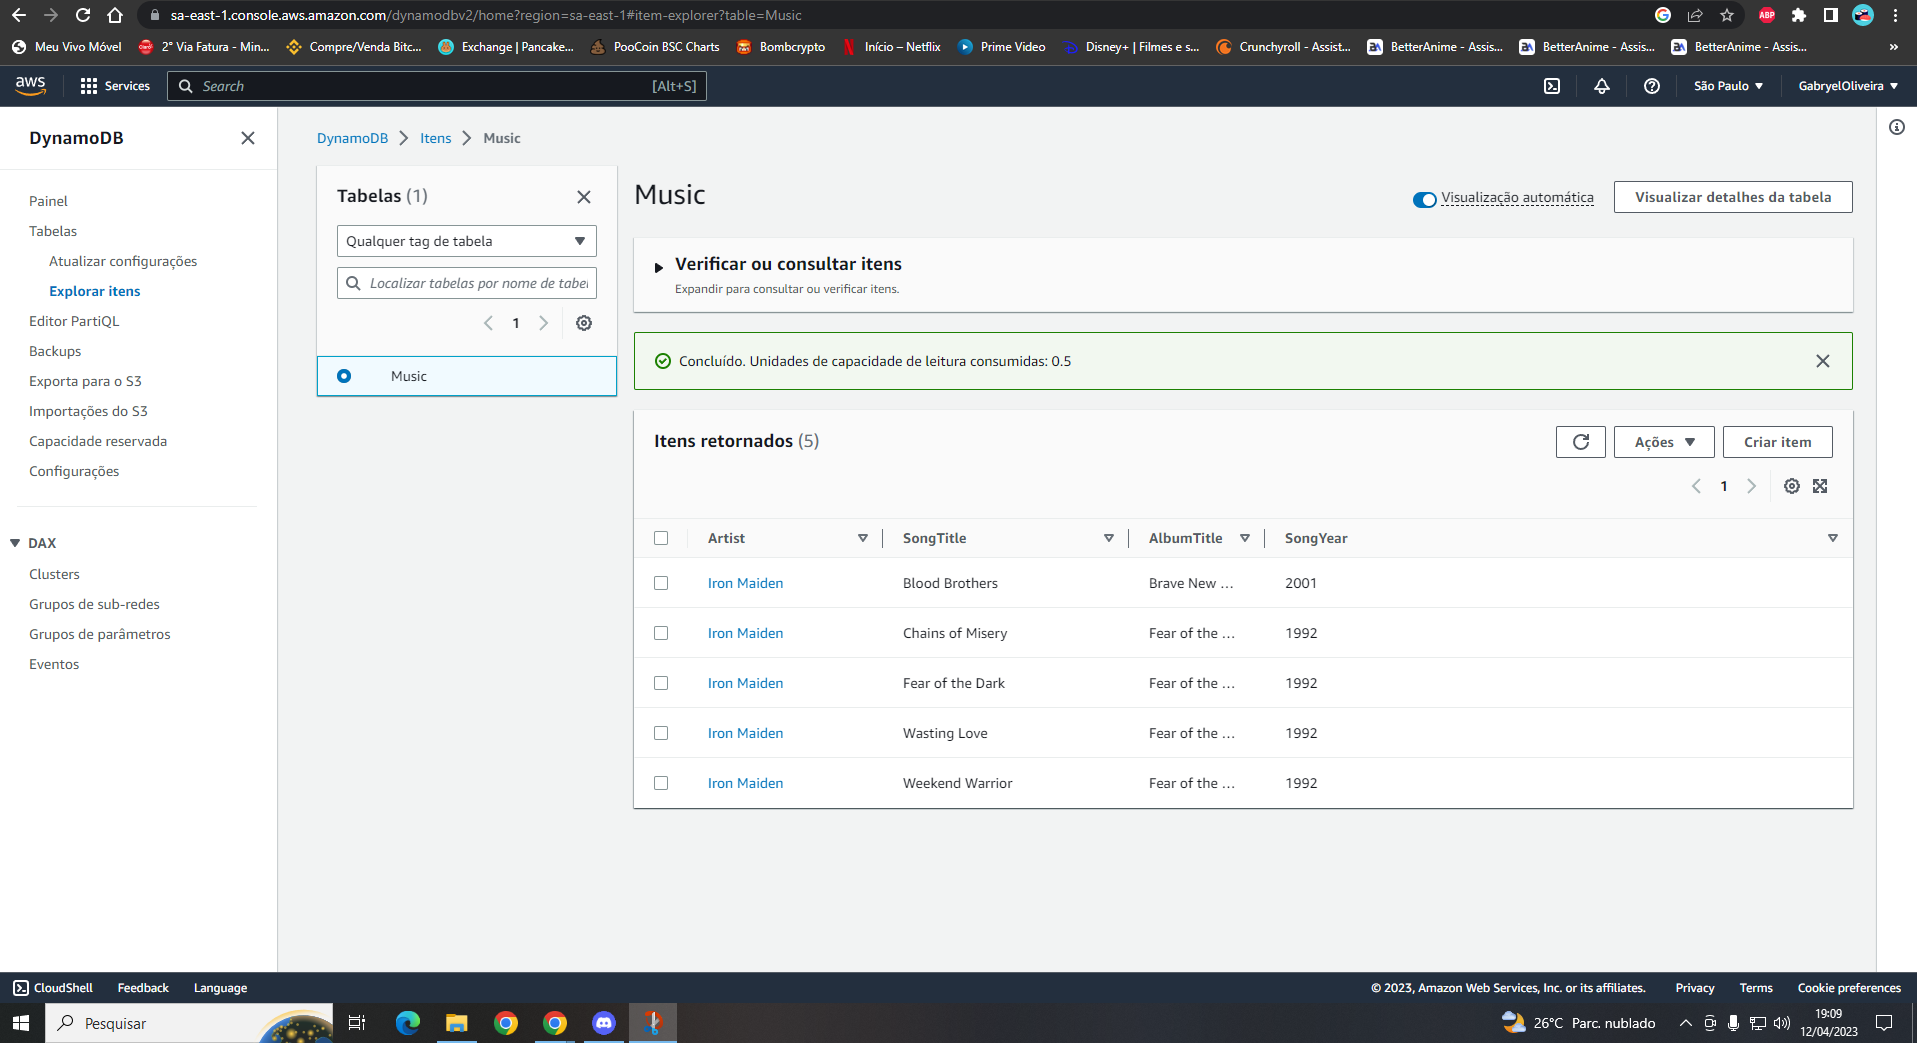 sa-east-1.console.aws.amazon.com/dynamodbv2/home?region=sa-east-1#item-explorer?table=Music
ABP
Meu Vivo Móvel
2° Via Fatura - Min...
Compre/Venda Bitc...
Exchange | Pancake...
PooCoin BSC Charts
Bombcrypto
Início – Netflix
Prime Video
Disney+ | Filmes e s...
Crunchyroll - Assist...
BetterAnime - Assis...
BetterAnime - Assis...
BetterAnime - Assis...
»
aws
Services
Search
[Alt+S]
São Paulo
GabryelOliveira
DynamoDB
Painel
Tabelas
Atualizar configurações
Explorar itens
Editor PartiQL
Backups
Exporta para o S3
Importações do S3
Capacidade reservada
Configurações
DAX
Clusters
Grupos de sub-redes
Grupos de parâmetros
Eventos
DynamoDB > Itens > Music
Tabelas (1)
Qualquer tag de tabela
Localizar tabelas por nome de tabel
1
Music
Music
Visualização automática
Visualizar detalhes da tabela
Verificar ou consultar itens
Expandir para consultar ou verificar itens.
Concluído. Unidades de capacidade de leitura consumidas: 0.5
Itens retornados (5)
Ações
Criar item
1
Artist SongTitle AlbumTitle SongYear
Iron Maiden Blood Brothers Brave New ... 2001
Iron Maiden Chains of Misery Fear of the ... 1992
Iron Maiden Fear of the Dark Fear of the ... 1992
Iron Maiden Wasting Love Fear of the ... 1992
Iron Maiden Weekend Warrior Fear of the ... 1992
CloudShell
Feedback
Language
© 2023, Amazon Web Services, Inc. or its affiliates.
Privacy
Terms
Cookie preferences
Pesquisar
26°C Parc. nublado
19:09
12/04/2023